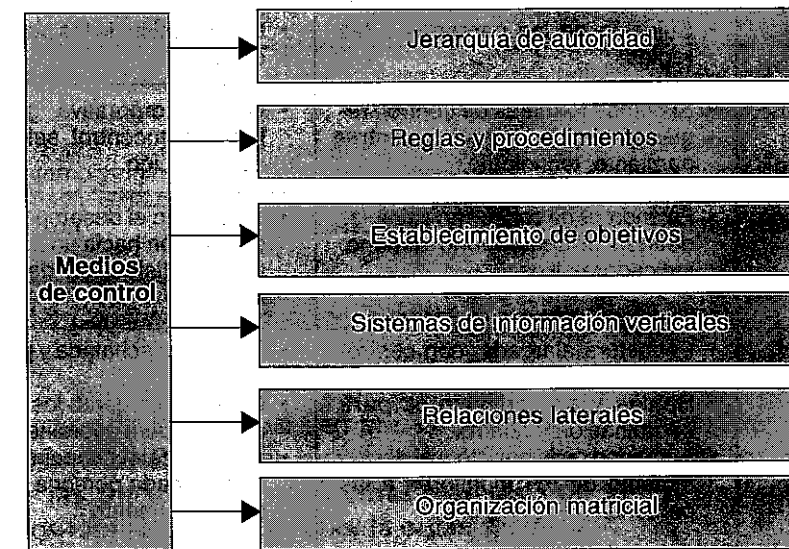 Medios
de control
Jerarquía de autoridad
Reglas y procedimientos
Establecimiento de objetivos
Sistemas de información verticales
Relaciones laterales
Organización matricial